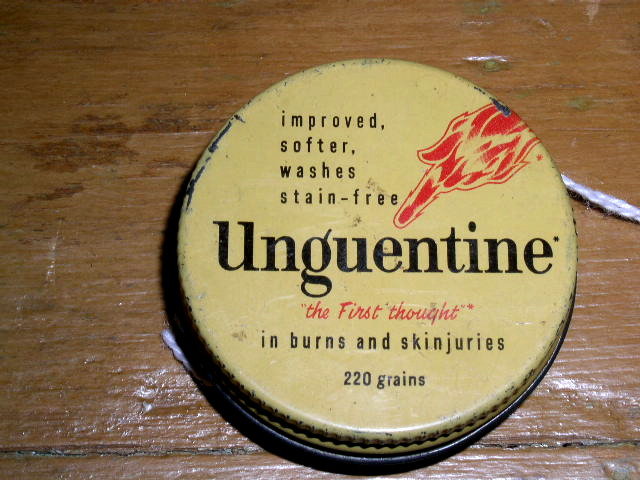 improved,
softer,
washes
stain-free
Unguentine*
"the First thought"*
in burns and skinjuries
220 grains